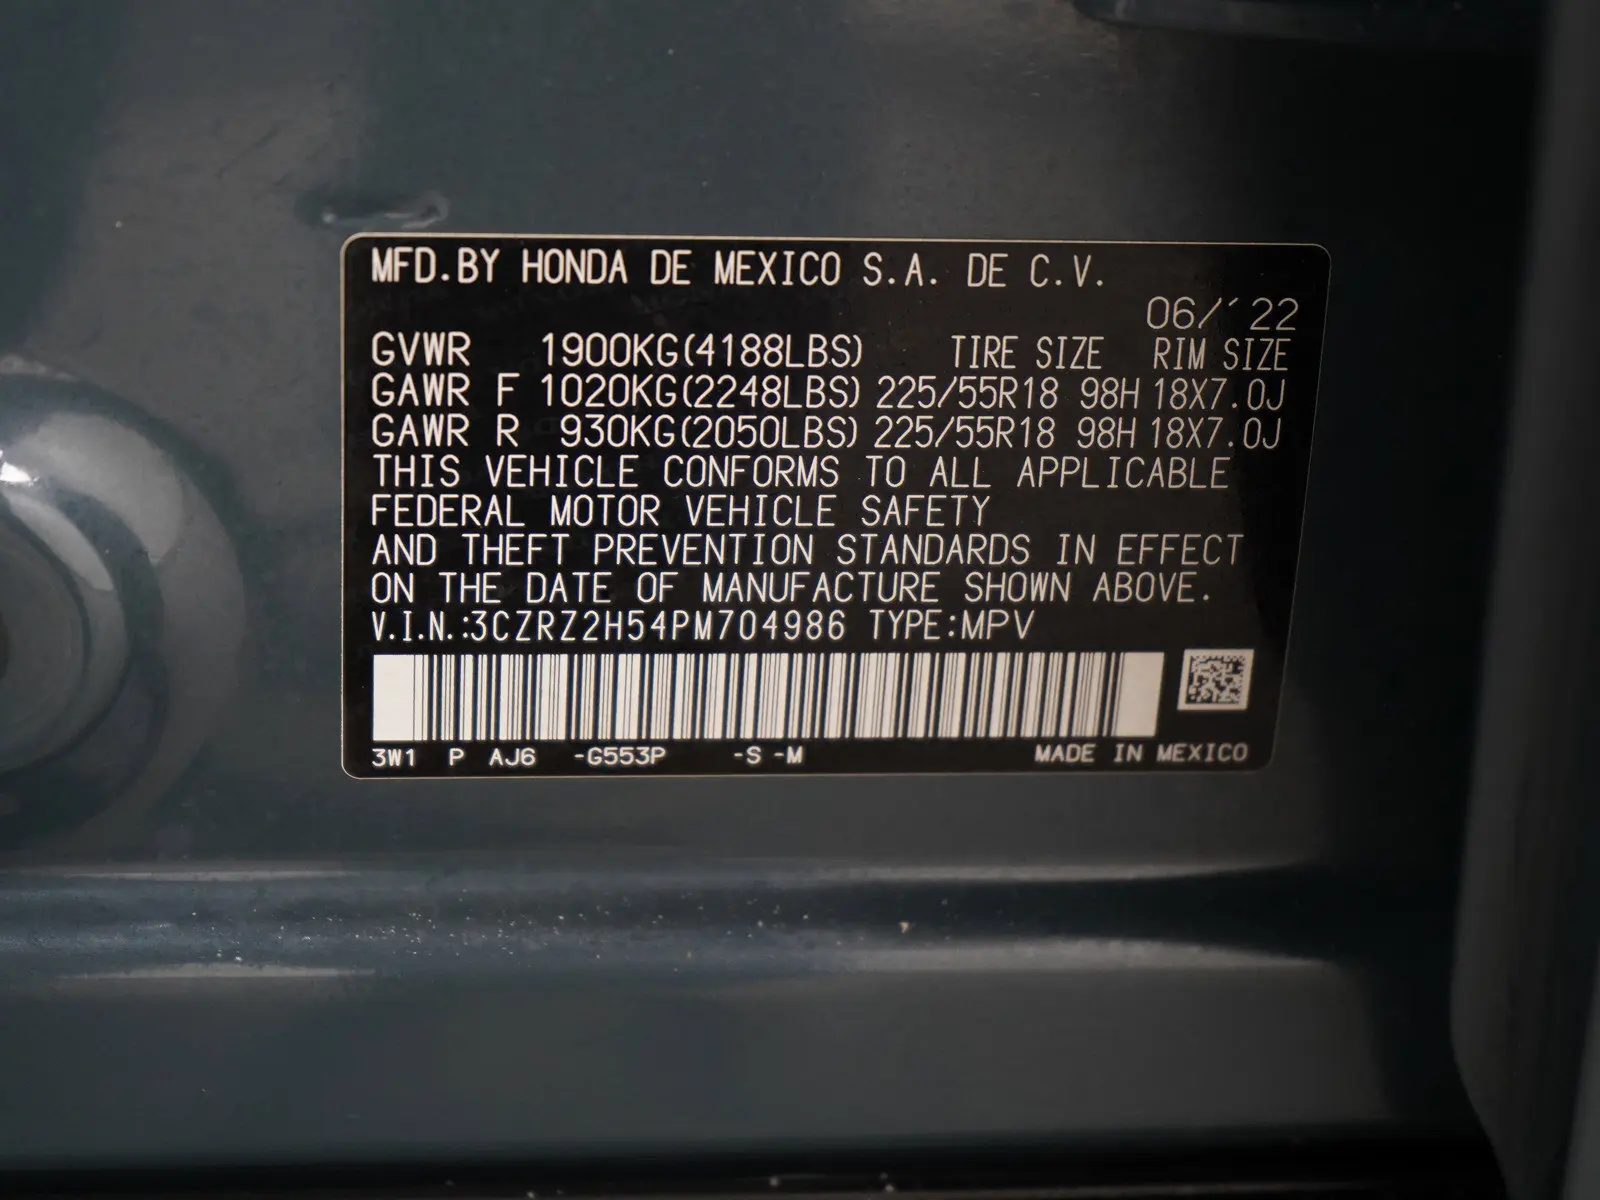 MFD.BY HONDA DE MEXICO S.A. DE C.V.
06/'22
GVWR 1900KG(4188LBS) TIRE SIZE RIM SIZE
GAWR F 1020KG(2248LBS) 225/55R18 98H 18X7.0J
GAWR R 930KG(2050LBS) 225/55R18 98H 18X7.0J
THIS VEHICLE CONFORMS TO ALL APPLICABLE
FEDERAL MOTOR VEHICLE SAFETY
AND THEFT PREVENTION STANDARDS IN EFFECT
ON THE DATE OF MANUFACTURE SHOWN ABOVE.
V.I.N.:3CZRZ2H54PM704986 TYPE:MPV
3W1 P AJ6 -G553P -S -M MADE IN MEXICO